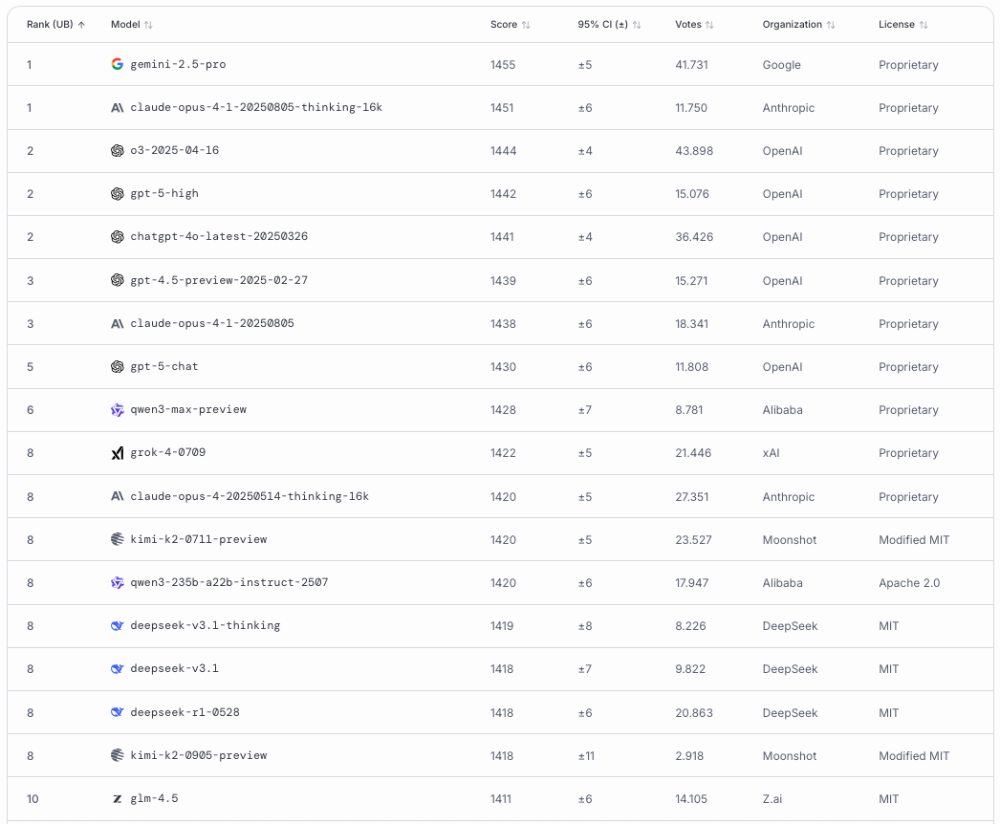 Rank (UB) Model Score 95% CI (±) Votes Organization License
1 gemini-2.5-pro 1455 ±5 41.731 Google Proprietary
1 claude-opus-4-1-20250805-thinking-16k 1451 ±6 11.750 Anthropic Proprietary
2 o3-2025-04-16 1444 ±4 43.898 OpenAI Proprietary
2 gpt-5-high 1442 ±6 15.076 OpenAI Proprietary
2 chatgpt-4o-latest-20250326 1441 ±4 36.426 OpenAI Proprietary
3 gpt-4.5-preview-2025-02-27 1439 ±6 15.271 OpenAI Proprietary
3 claude-opus-4-1-20250805 1438 ±6 18.341 Anthropic Proprietary
5 gpt-5-chat 1430 ±6 11.808 OpenAI Proprietary
6 qwen3-max-preview 1428 ±7 8.781 Alibaba Proprietary
8 grok-4-0709 1422 ±5 21.446 xAI Proprietary
8 claude-opus-4-20250514-thinking-16k 1420 ±5 27.351 Anthropic Proprietary
8 kimi-k2-0711-preview 1420 ±5 23.527 Moonshot Modified MIT
8 qwen3-235b-a22b-instruct-2507 1420 ±6 17.947 Alibaba Apache 2.0
8 deepseek-v3.1-thinking 1419 ±8 8.226 DeepSeek MIT
8 deepseek-v3.1 1418 ±7 9.822 DeepSeek MIT
8 deepseek-r1-0528 1418 ±6 20.863 DeepSeek MIT
8 kimi-k2-0905-preview 1418 ±11 2.918 Moonshot Modified MIT
10 glm-4.5 1411 ±6 14.105 Z.ai MIT